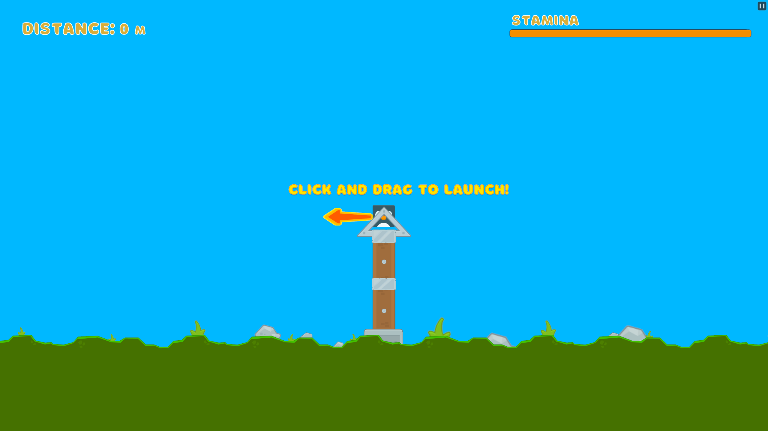 DISTANCE: 0 M
STAMINA
CLICK AND DRAG TO LAUNCH!